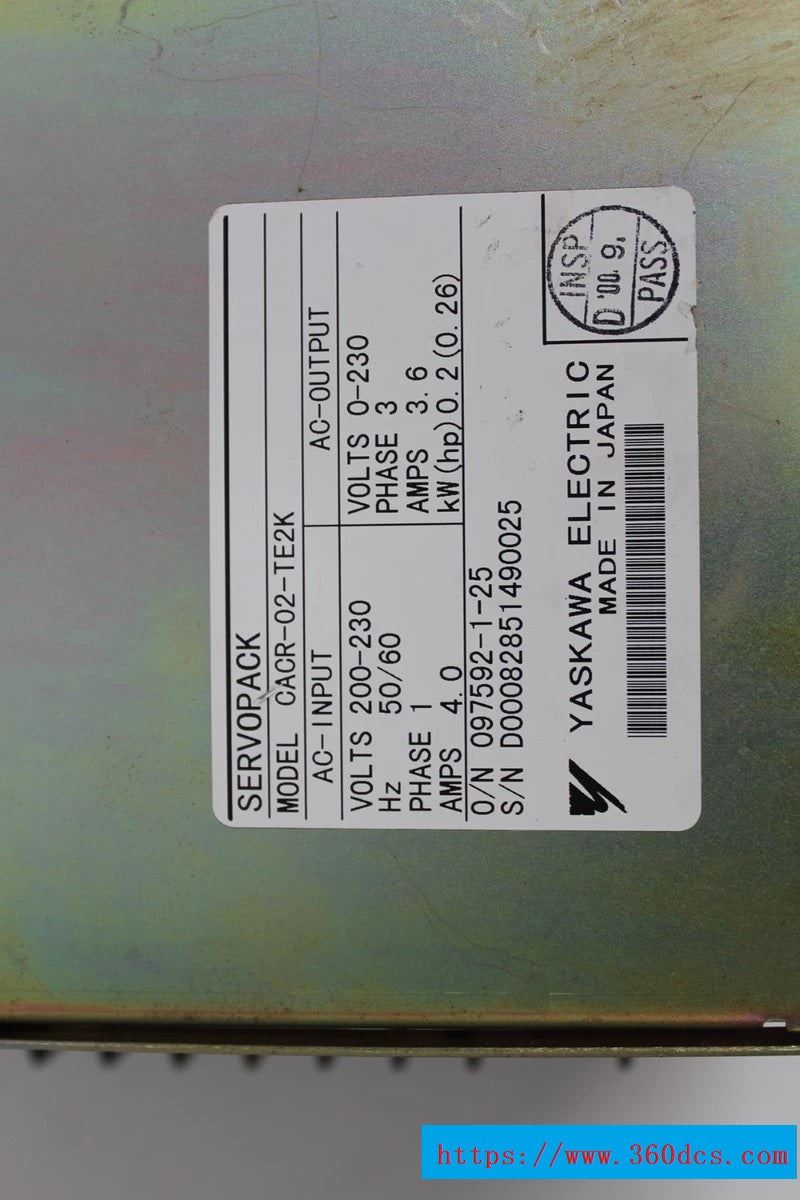 SERVOPACK
MODEL CACR-02-TE2K
AC-INPUT AC-OUTPUT
VOLTS 200-230 VOLTS 0-230
Hz 50/60 PHASE 3
PHASE 1 AMPS 3.6
AMPS 4.0 kW(hp) 0.2(0.26)
O/N 097592-1-25
S/N D0008285149​0025
YASKAWA ELECTRIC
MADE IN JAPAN
INSP
D '00. 9.
PASS
https://www.360dcs.com